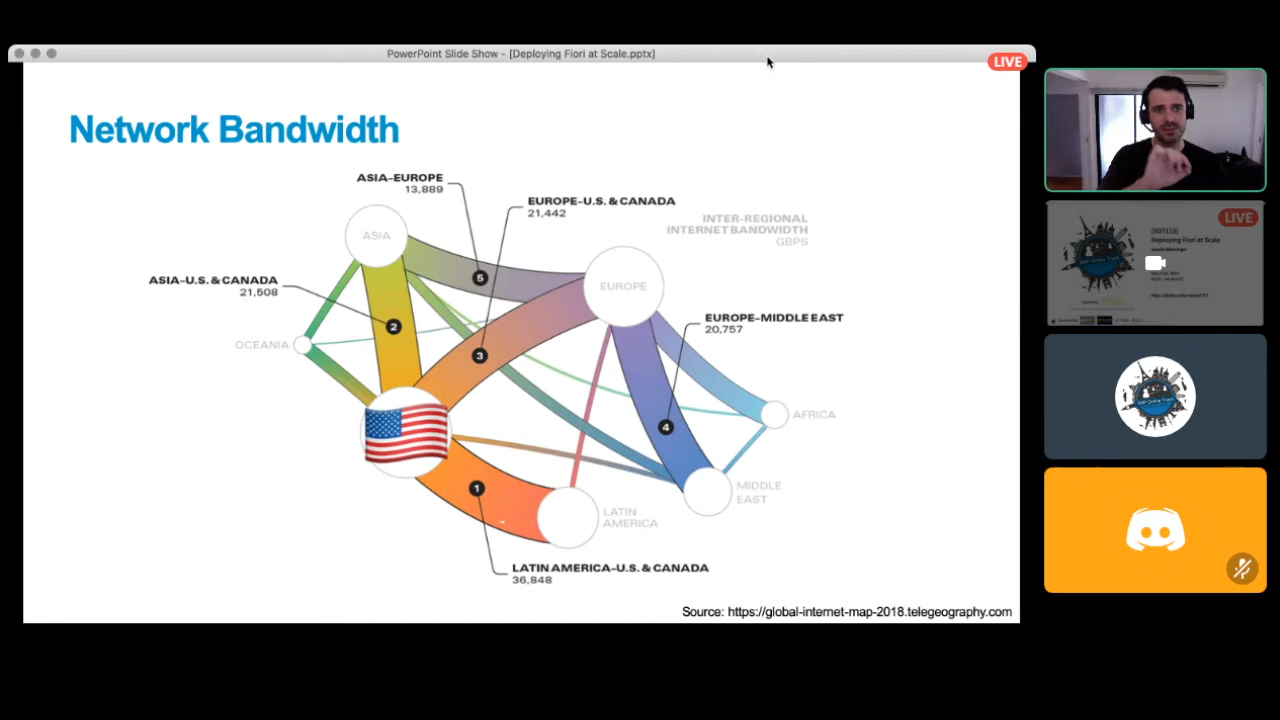 PowerPoint Slide Show - [Deploying Fiori at Scale.pptx]
LIVE
Network Bandwidth
ASIA–EUROPE
13,889
EUROPE–U.S. & CANADA
21,442
INTER-REGIONAL
INTERNET BANDWIDTH
GBPS
ASIA
5
ASIA–U.S. & CANADA
21,508
EUROPE
2
EUROPE–MIDDLE EAST
20,757
OCEANIA
3
AFRICA
4
1
MIDDLE
EAST
LATIN
AMERICA
LATIN AMERICA–U.S. & CANADA
36,848
Source: https://global-internet-map-2018.telegeography.com
LIVE
Deploying Fiori at Scale
SAP Online Track